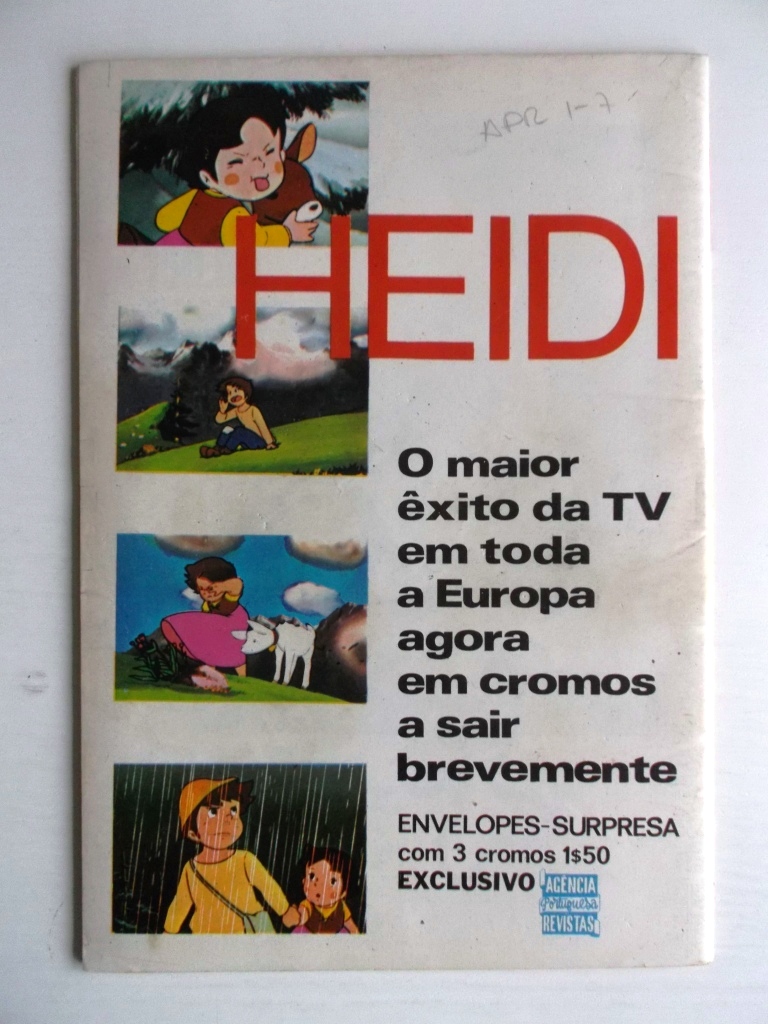 APR 1-7
HEIDI
O maior
êxito da TV
em toda
a Europa
agora
em cromos
a sair
brevemente
ENVELOPES-SURPRESA
com 3 cromos 1$50
EXCLUSIVO AGÊNCIA
Portuguesa
REVISTAS